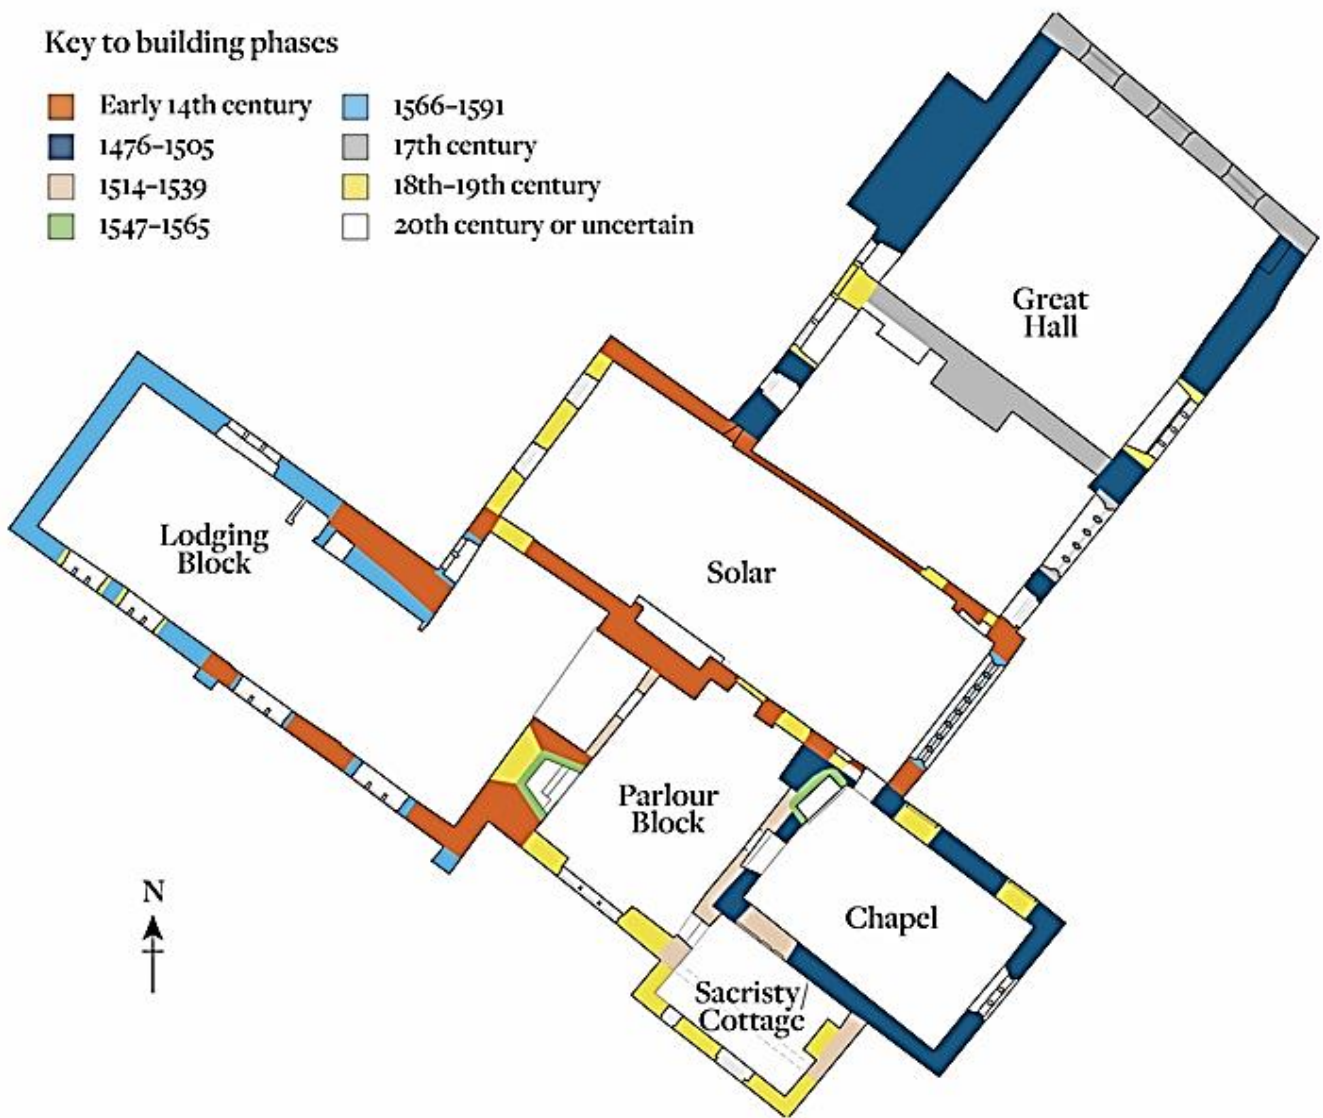 Key to building phases
Early 14th century
1476–1505
1514–1539
1547–1565
1566–1591
17th century
18th–19th century
20th century or uncertain
Great
Hall
Lodging
Block
Solar
Parlour
Block
Chapel
Sacristy/
Cottage
N